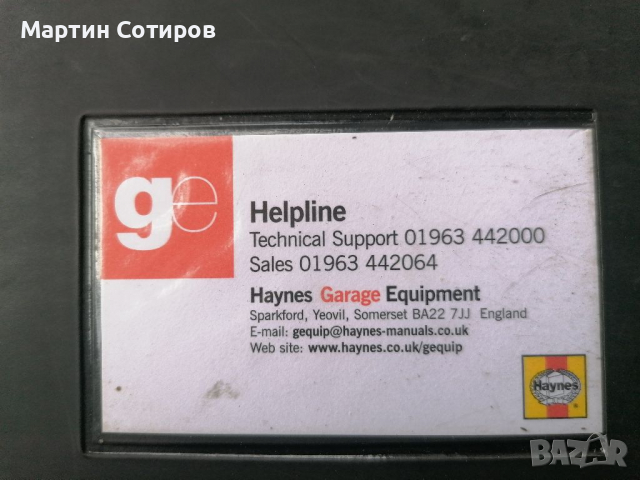 Мартин Сотиров
ge
Helpline
Technical Support 01963 442000
Sales 01963 442064
Haynes Garage Equipment
Sparkford, Yeovil, Somerset BA22 7JJ England
E-mail: gequip@haynes-manuals.co.uk
Web site: www.haynes.co.uk/gequip
Haynes
®
BAZAR